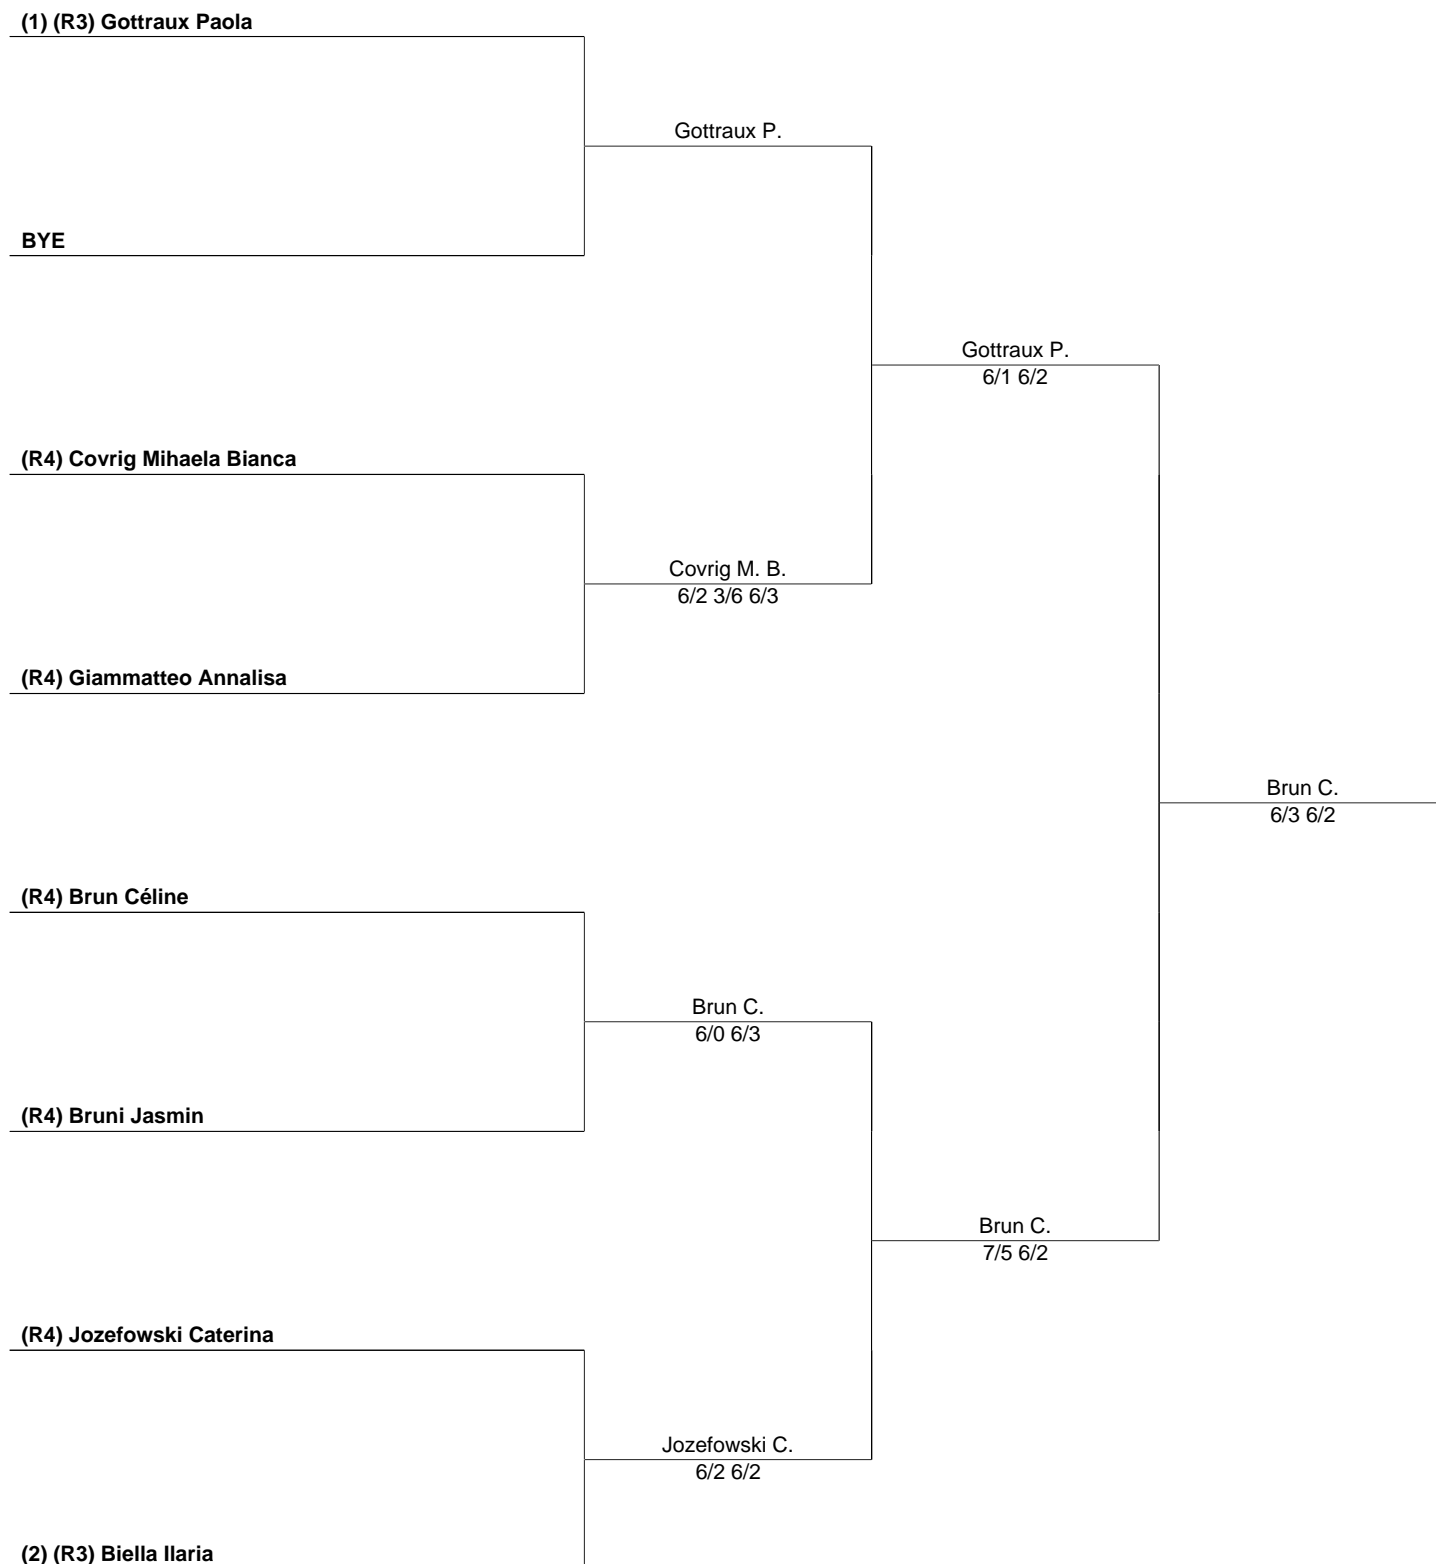 (1) (R3) Gottraux Paola
Gottraux P.
BYE
Gottraux P.
6/1 6/2
(R4) Covrig Mihaela Bianca
Covrig M. B.
6/2 3/6 6/3
(R4) Giammatteo Annalisa
Brun C.
6/3 6/2
(R4) Brun Céline
Brun C.
6/0 6/3
(R4) Bruni Jasmin
Brun C.
7/5 6/2
(R4) Jozefowski Caterina
Jozefowski C.
6/2 6/2
(2) (R3) Biella Ilaria